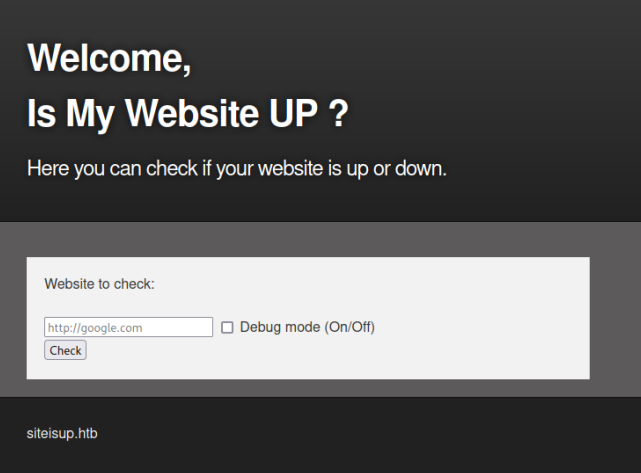 Welcome,
Is My Website UP ?
Here you can check if your website is up or down.
Website to check:
http://google.com
Debug mode (On/Off)
Check
siteisup.htb